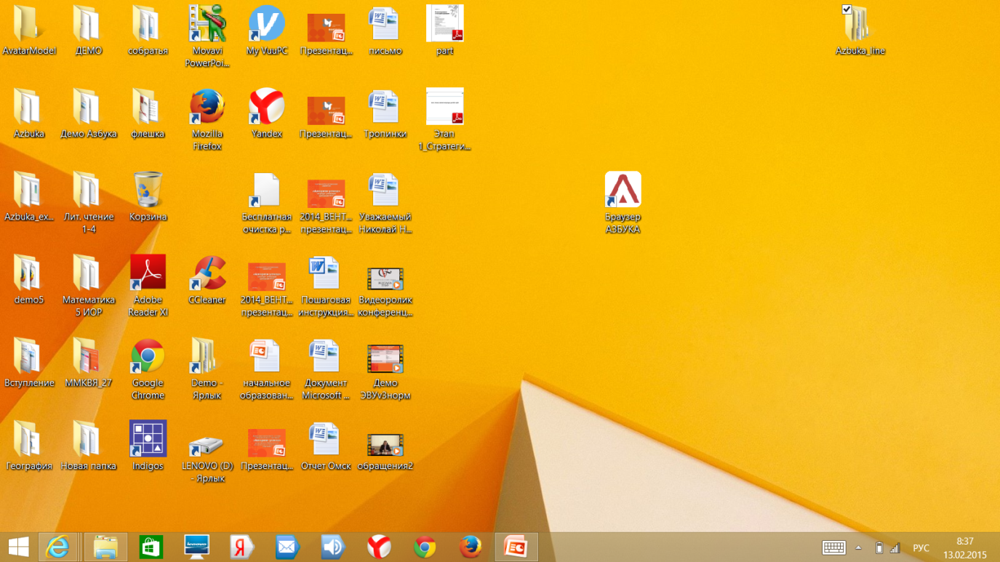 AvatarModel
ДЕМО
собратья
Movavi
PowerPoi...
My VuuPC
Презентац...
письмо
part
Azbuka_line
Azbuka
Демо Азбука
флешка
Mozilla
Firefox
Yandex
Презентац...
Тропинки
Этап
1_Стратеги...
Azbuka_ex...
Лит. чтение
1-4
Корзина
Бесплатная
очистка р...
2014_ВЕНТ...
презентац...
Уважаемый
Николай Н...
Браузер
АЗБУКА
demo5
Математика
5 ИОР
Adobe
Reader XI
CCleaner
2014_ВЕНТ...
презентац...
Пошаговая
инструкция...
Видеоролик
конференц...
Вступление
ММКВЯ_27
Google
Chrome
Demo -
Ярлык
начальное
образован...
Документ
Microsoft ...
Демо
ЭВУv3норм
География
Новая папка
Indigos
LENOVO (D)
- Ярлык
Презентац...
Отчет Омск
обращения2
lenovo
Я
РУС
8:37
13.02.2015